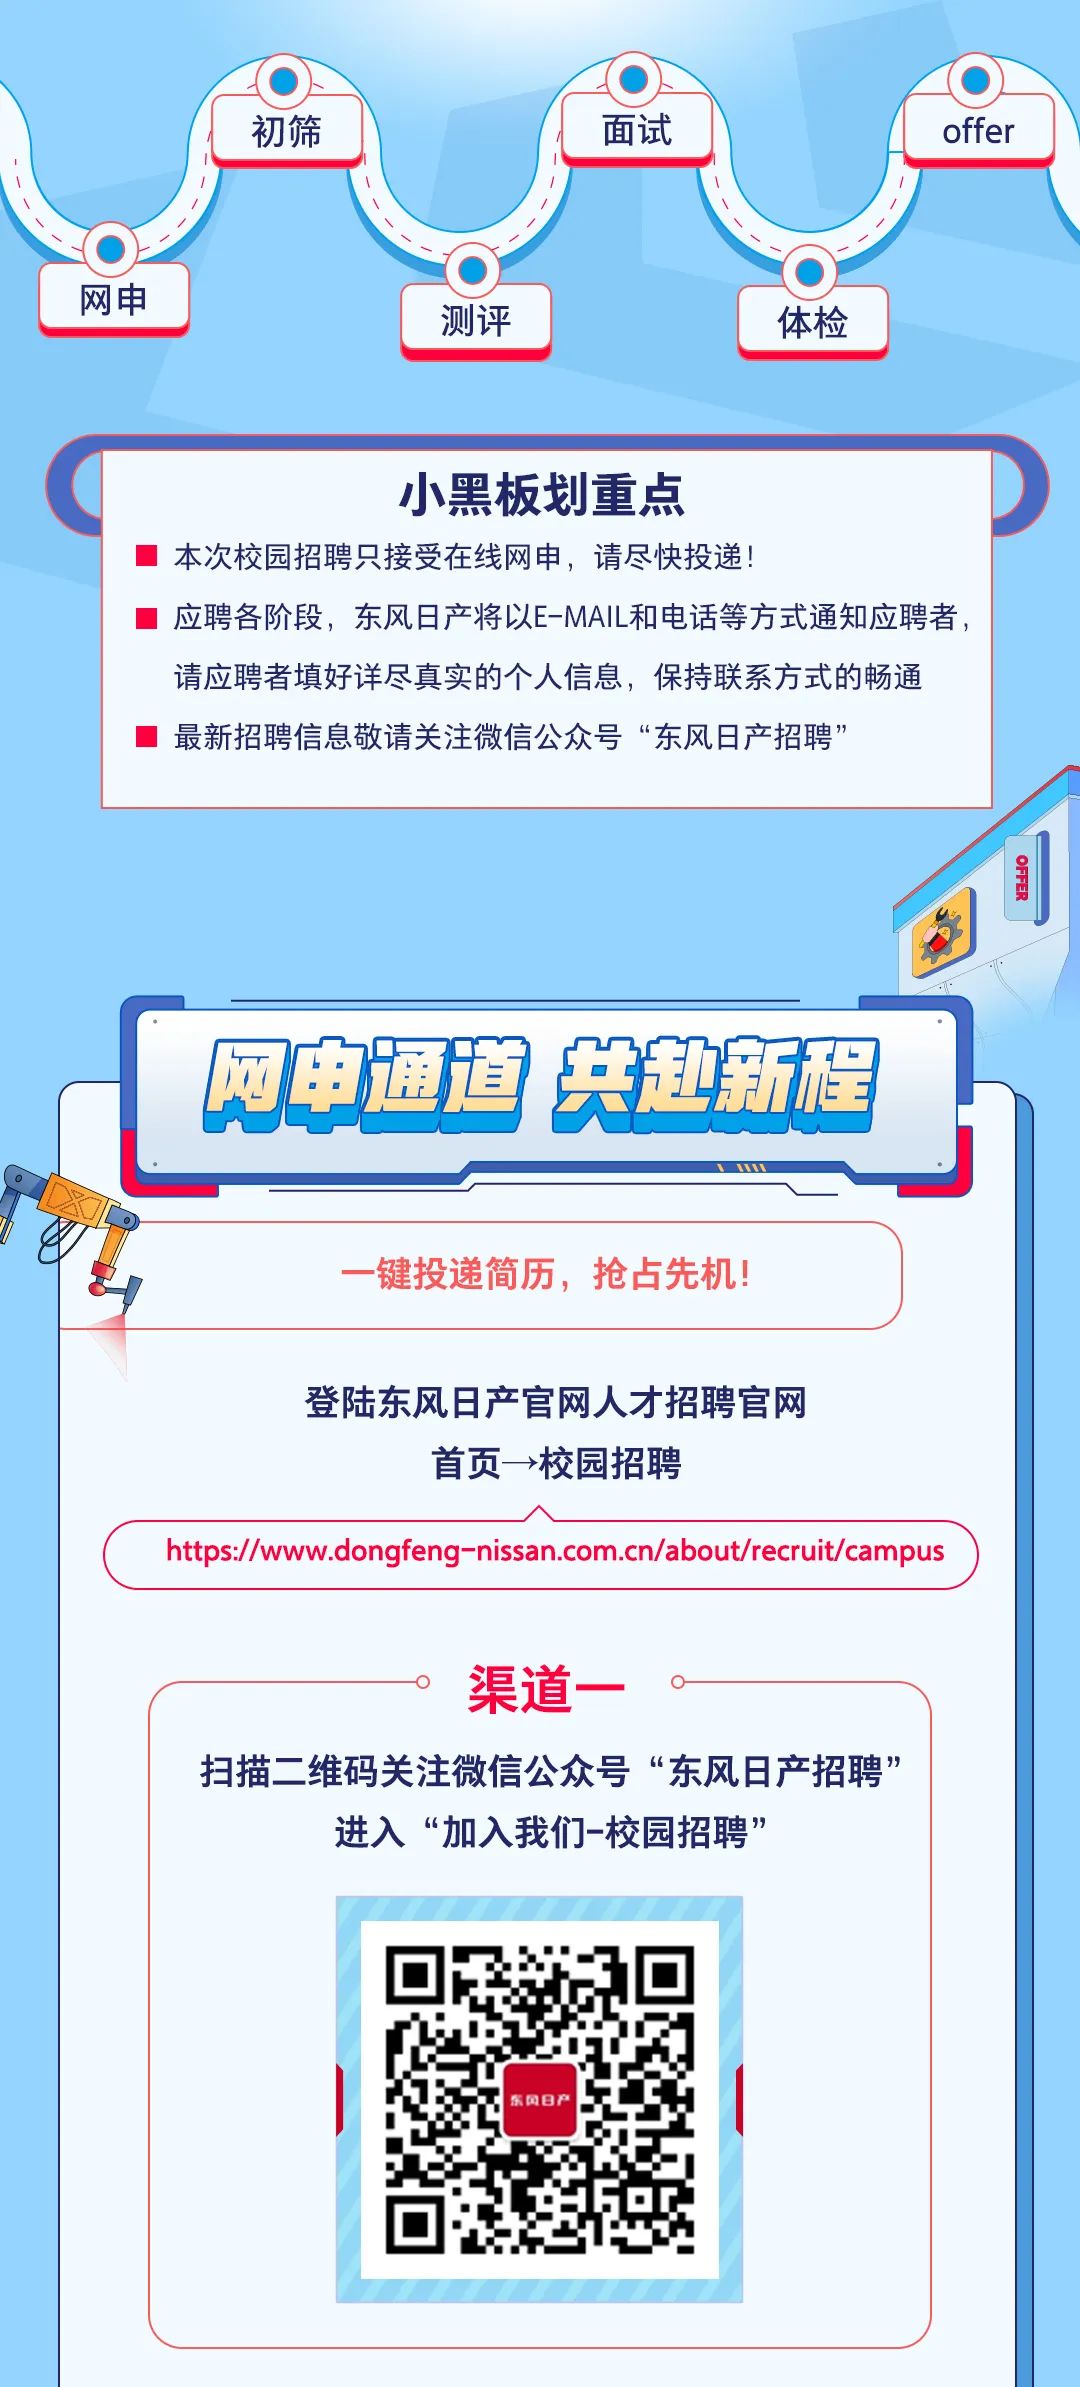 初筛
面试
offer
网申
测评
体检
小黑板划重点
本次校园招聘只接受在线网申，请尽快投递！
应聘各阶段，东风日产将以E-MAIL和电话等方式通知应聘者，
请应聘者填好详尽真实的个人信息，保持联系方式的畅通
最新招聘信息敬请关注微信公众号“东风日产招聘”
OFFER
网申通道 共赴新程
一键投递简历，抢占先机！
登陆东风日产官网人才招聘官网
首页→校园招聘
https://www.dongfeng-nissan.com.cn/about/recruit/campus
渠道一
扫描二维码关注微信公众号“东风日产招聘”
进入“加入我们-校园招聘”
东风日产